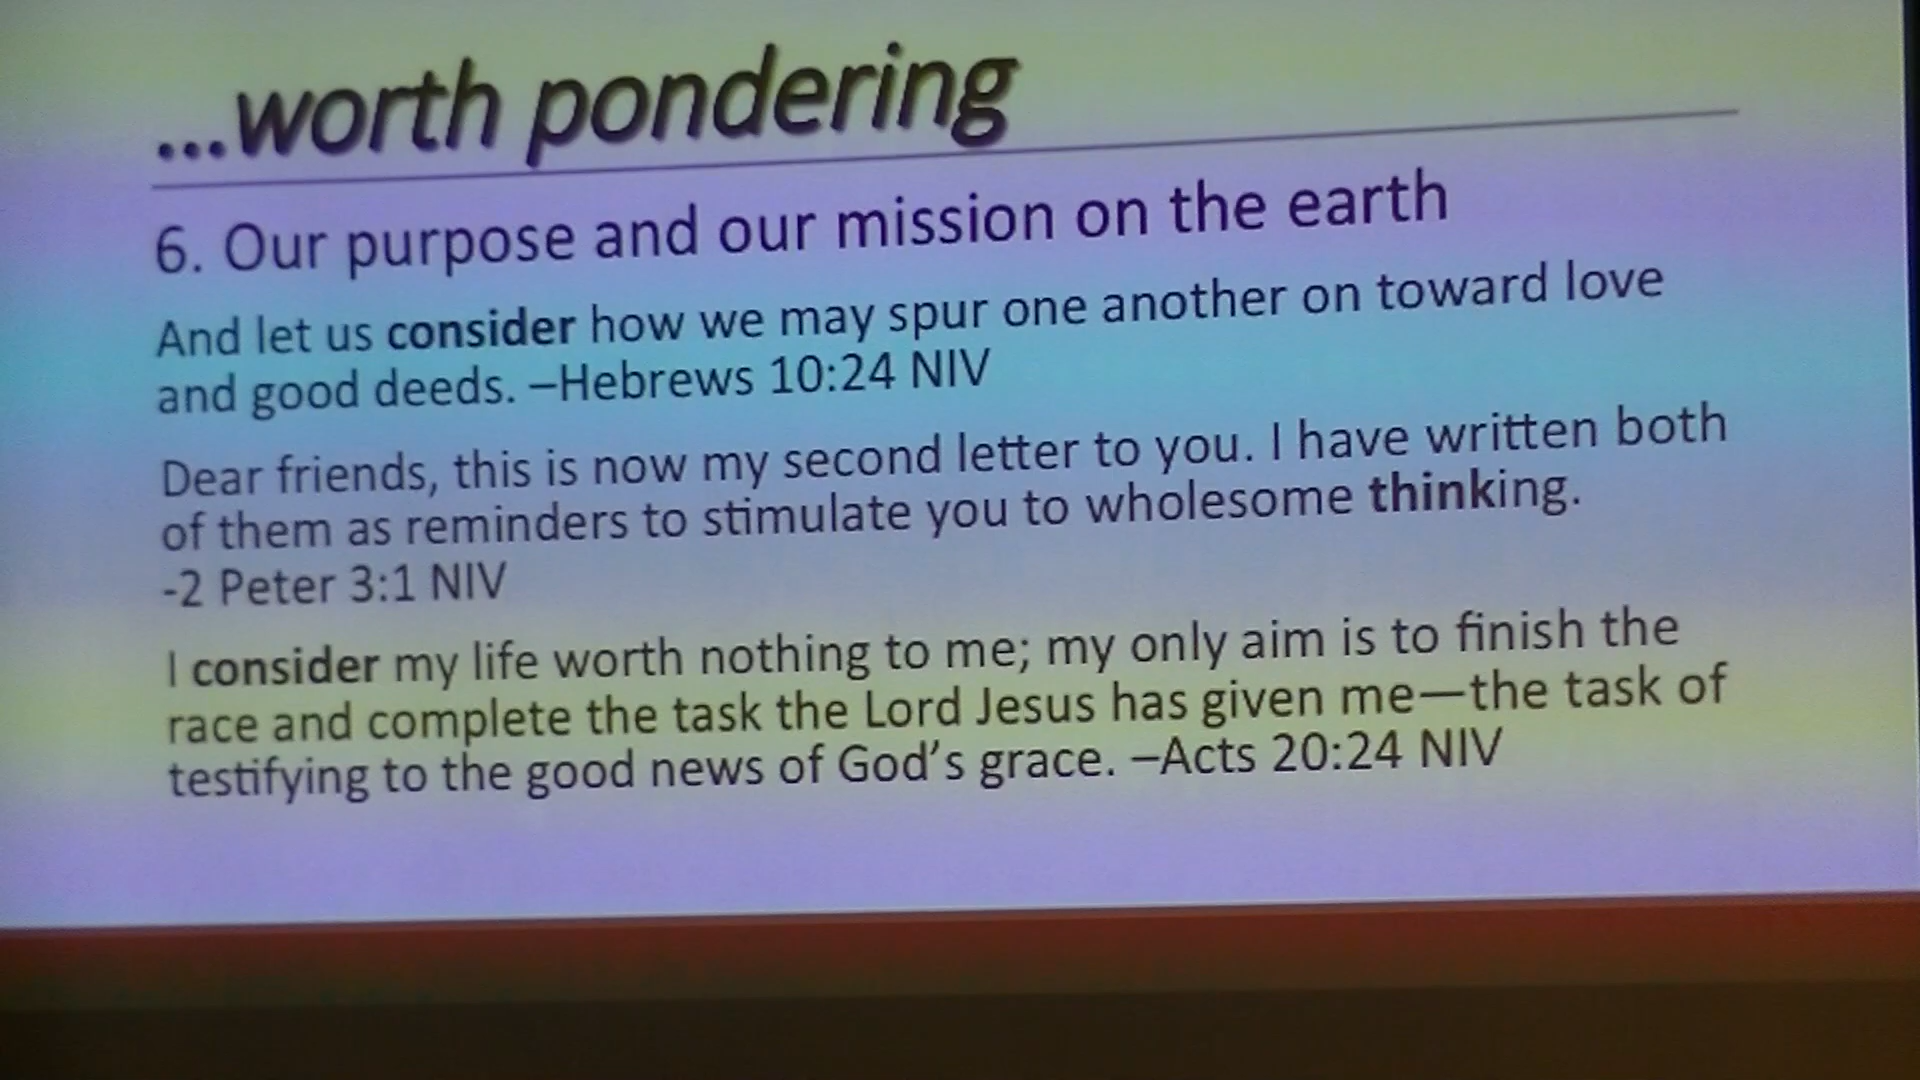 ...worth pondering
6. Our purpose and our mission on the earth
And let us consider how we may spur one another on toward love
and good deeds. –Hebrews 10:24 NIV
Dear friends, this is now my second letter to you. I have written both
of them as reminders to stimulate you to wholesome thinking.
-2 Peter 3:1 NIV
I consider my life worth nothing to me; my only aim is to finish the
race and complete the task the Lord Jesus has given me—the task of
testifying to the good news of God’s grace. –Acts 20:24 NIV